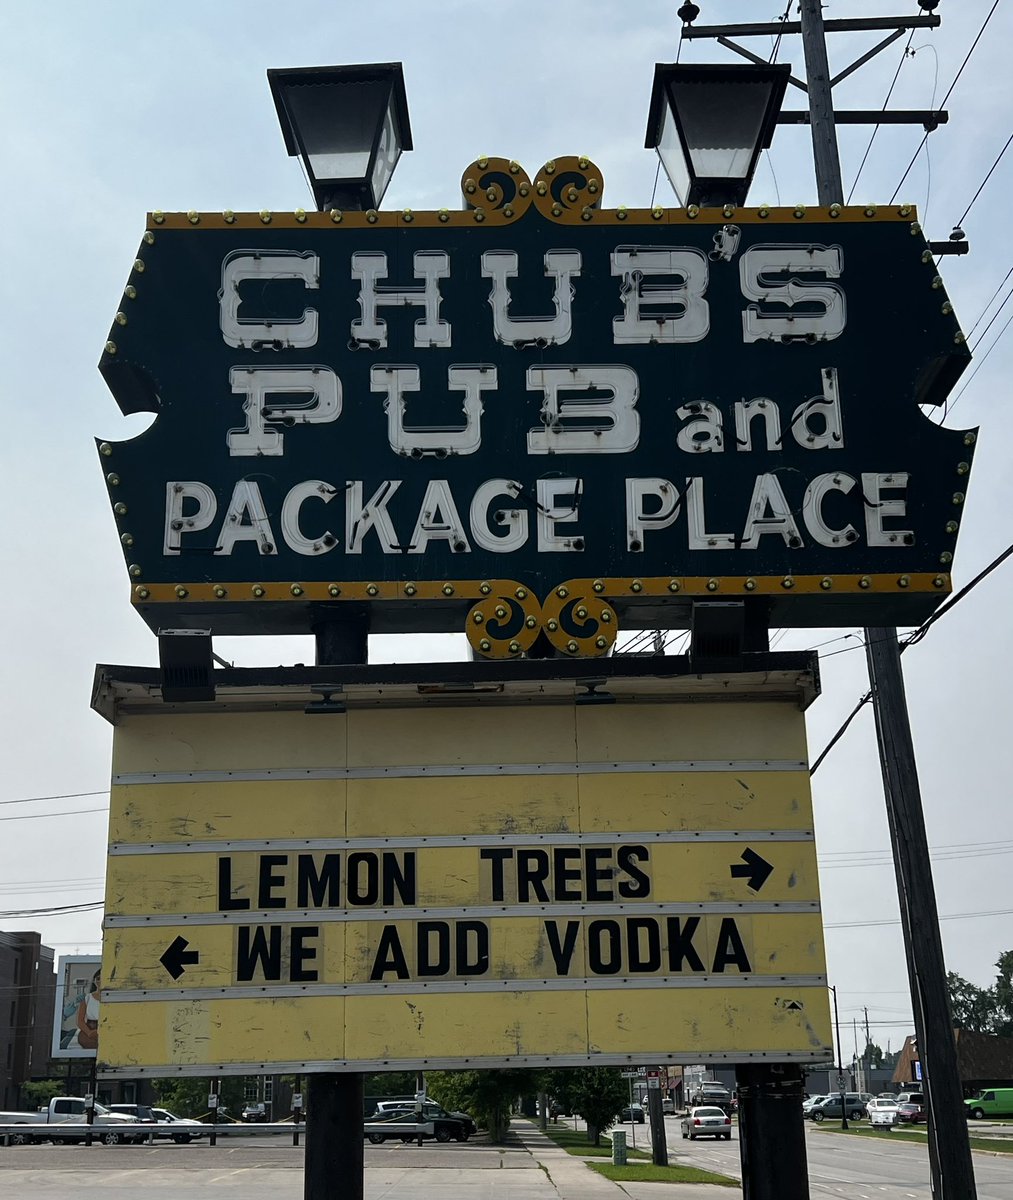 CHUB'S
PUB and
PACKAGE PLACE
LEMON TREES →
← WE ADD VODKA